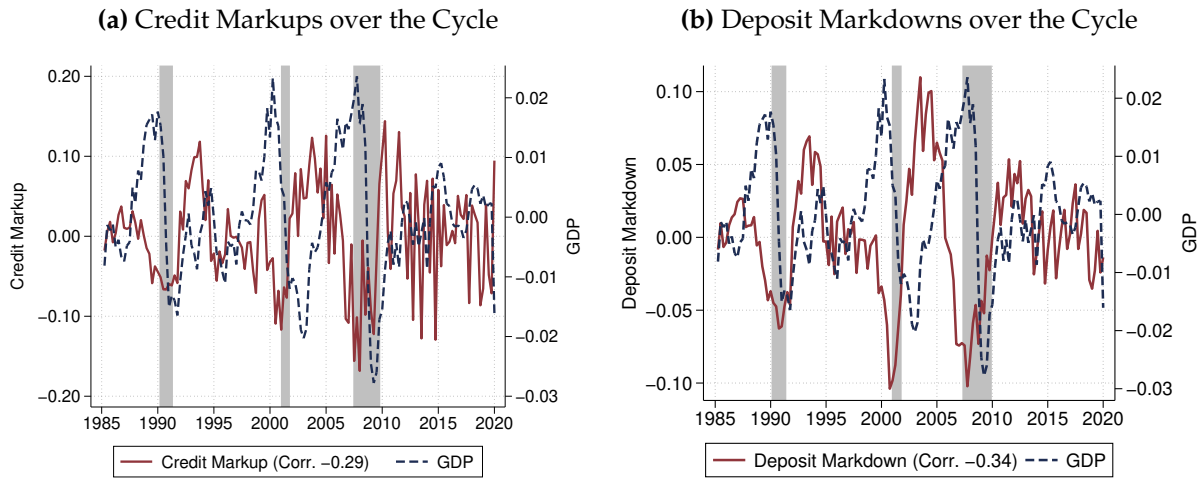 (a) Credit Markups over the Cycle
0.20
0.10
0.00
−0.10
−0.20
Credit Markup
0.02
0.01
0.00
−0.01
−0.02
−0.03
GDP
1985 1990 1995 2000 2005 2010 2015 2020
Credit Markup (Corr. −0.29) GDP
(b) Deposit Markdowns over the Cycle
0.10
0.05
0.00
−0.05
−0.10
Deposit Markdown
0.02
0.01
0.00
−0.01
−0.02
−0.03
GDP
1985 1990 1995 2000 2005 2010 2015 2020
Deposit Markdown (Corr. −0.34) GDP